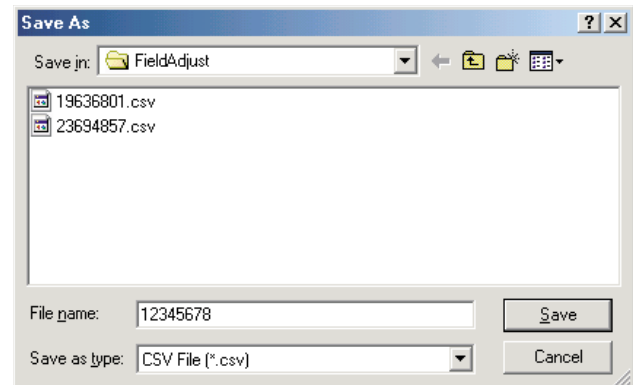 Save As
Save in: FieldAdjust
19636801.csv
23694857.csv
File name: 12345678 Save
Save as type: CSV File (*.csv) Cancel